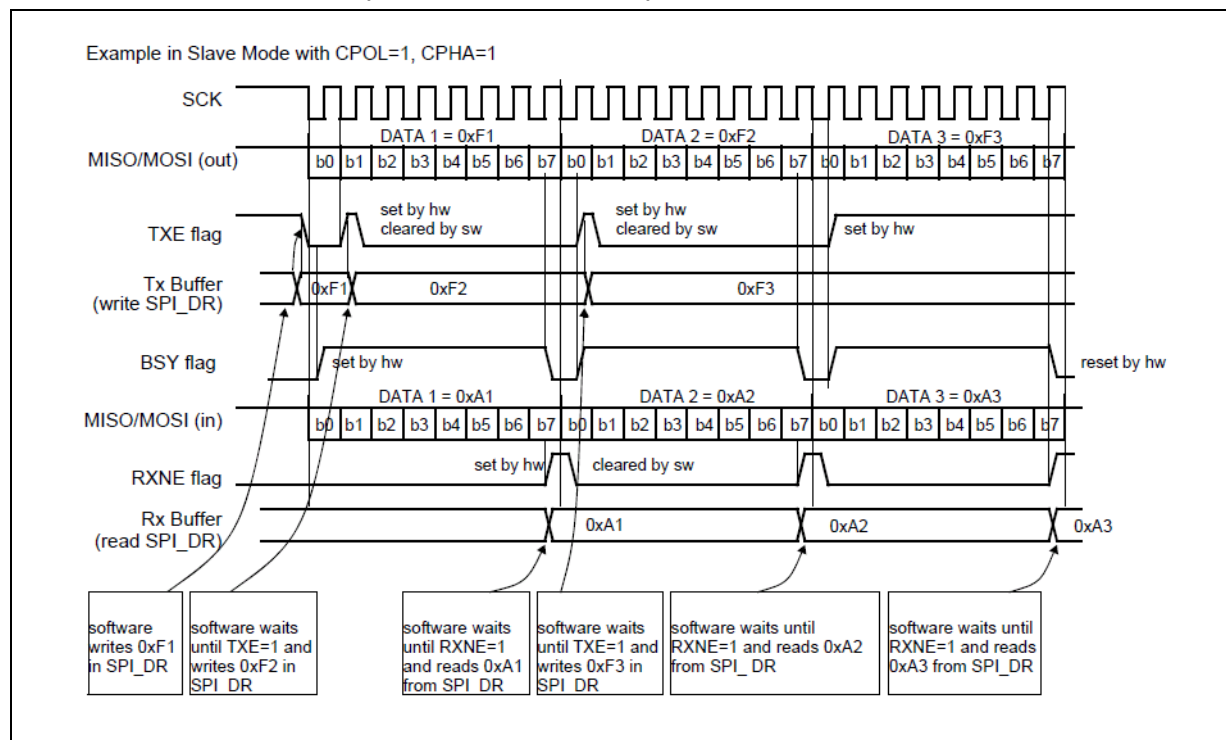 Example in Slave Mode with CPOL=1, CPHA=1
SCK
DATA 1 = 0xF1 DATA 2 = 0xF2 DATA 3 = 0xF3
MISO/MOSI (out) b0 b1 b2 b3 b4 b5 b6 b7 b0 b1 b2 b3 b4 b5 b6 b7 b0 b1 b2 b3 b4 b5 b6 b7
set by hw set by hw
TXE flag cleared by sw cleared by sw set by hw
Tx Buffer 0xF1 0xF2 0xF3
(write SPI_DR)
BSY flag set by hw reset by hw
DATA 1 = 0xA1 DATA 2 = 0xA2 DATA 3 = 0xA3
MISO/MOSI (in) b0 b1 b2 b3 b4 b5 b6 b7 b0 b1 b2 b3 b4 b5 b6 b7 b0 b1 b2 b3 b4 b5 b6 b7
set by hw cleared by sw
RXNE flag
Rx Buffer 0xA1 0xA2 0xA3
(read SPI_DR)
software
writes 0xF1
in SPI_DR
software waits
until TXE=1 and
writes 0xF2 in
SPI_DR
software waits
until RXNE=1
and reads 0xA1
from SPI_DR
software waits
until TXE=1 and
writes 0xF3 in
SPI_DR
software waits until
RXNE=1 and reads 0xA2
from SPI_ DR
software waits until
RXNE=1 and reads
0xA3 from SPI_DR